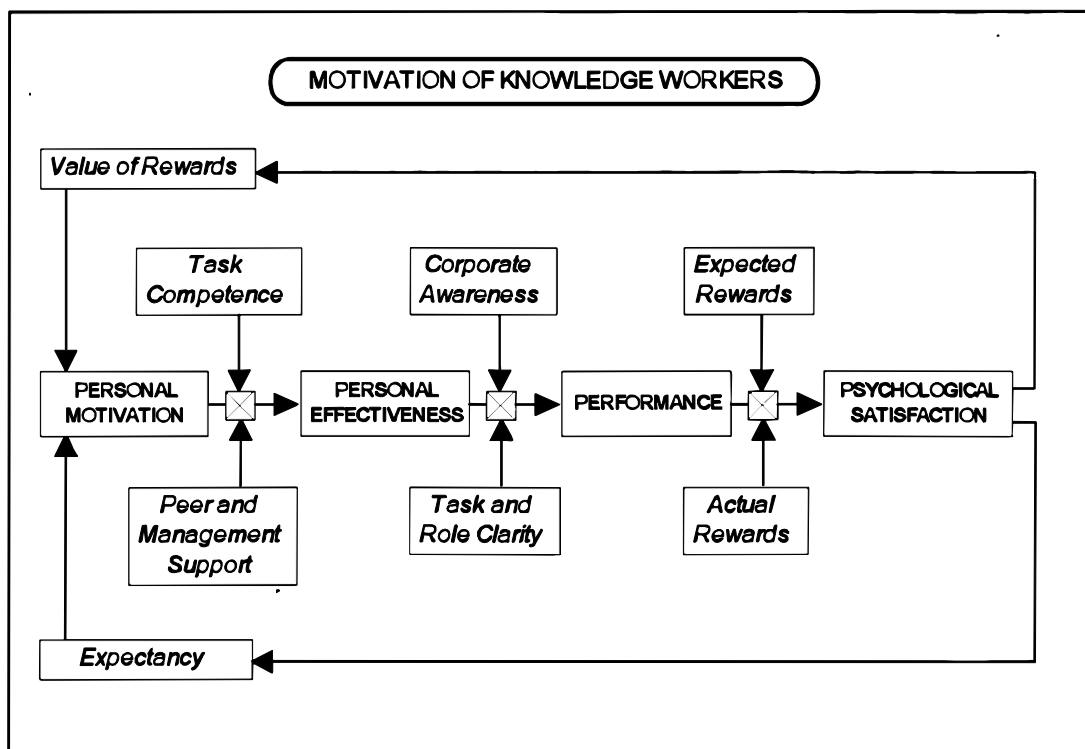 MOTIVATION OF KNOWLEDGE WORKERS
Value of Rewards
Task
Competence
Corporate
Awareness
Expected
Rewards
PERSONAL
MOTIVATION
PERSONAL
EFFECTIVENESS
PERFORMANCE
PSYCHOLOGICAL
SATISFACTION
Peer and
Management
Support
Task and
Role Clarity
Actual
Rewards
Expectancy